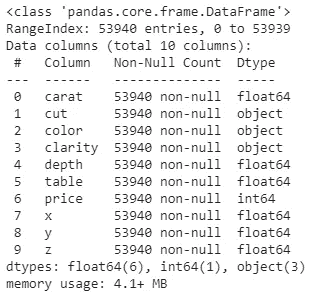 <class 'pandas.core.frame.DataFrame'>
RangeIndex: 53940 entries, 0 to 53939
Data columns (total 10 columns):
 #   Column   Non-Null Count  Dtype
---  ------   --------------  -----
 0   carat    53940 non-null  float64
 1   cut      53940 non-null  object
 2   color    53940 non-null  object
 3   clarity  53940 non-null  object
 4   depth    53940 non-null  float64
 5   table    53940 non-null  float64
 6   price    53940 non-null  int64
 7   x        53940 non-null  float64
 8   y        53940 non-null  float64
 9   z        53940 non-null  float64
dtypes: float64(6), int64(1), object(3)
memory usage: 4.1+ MB